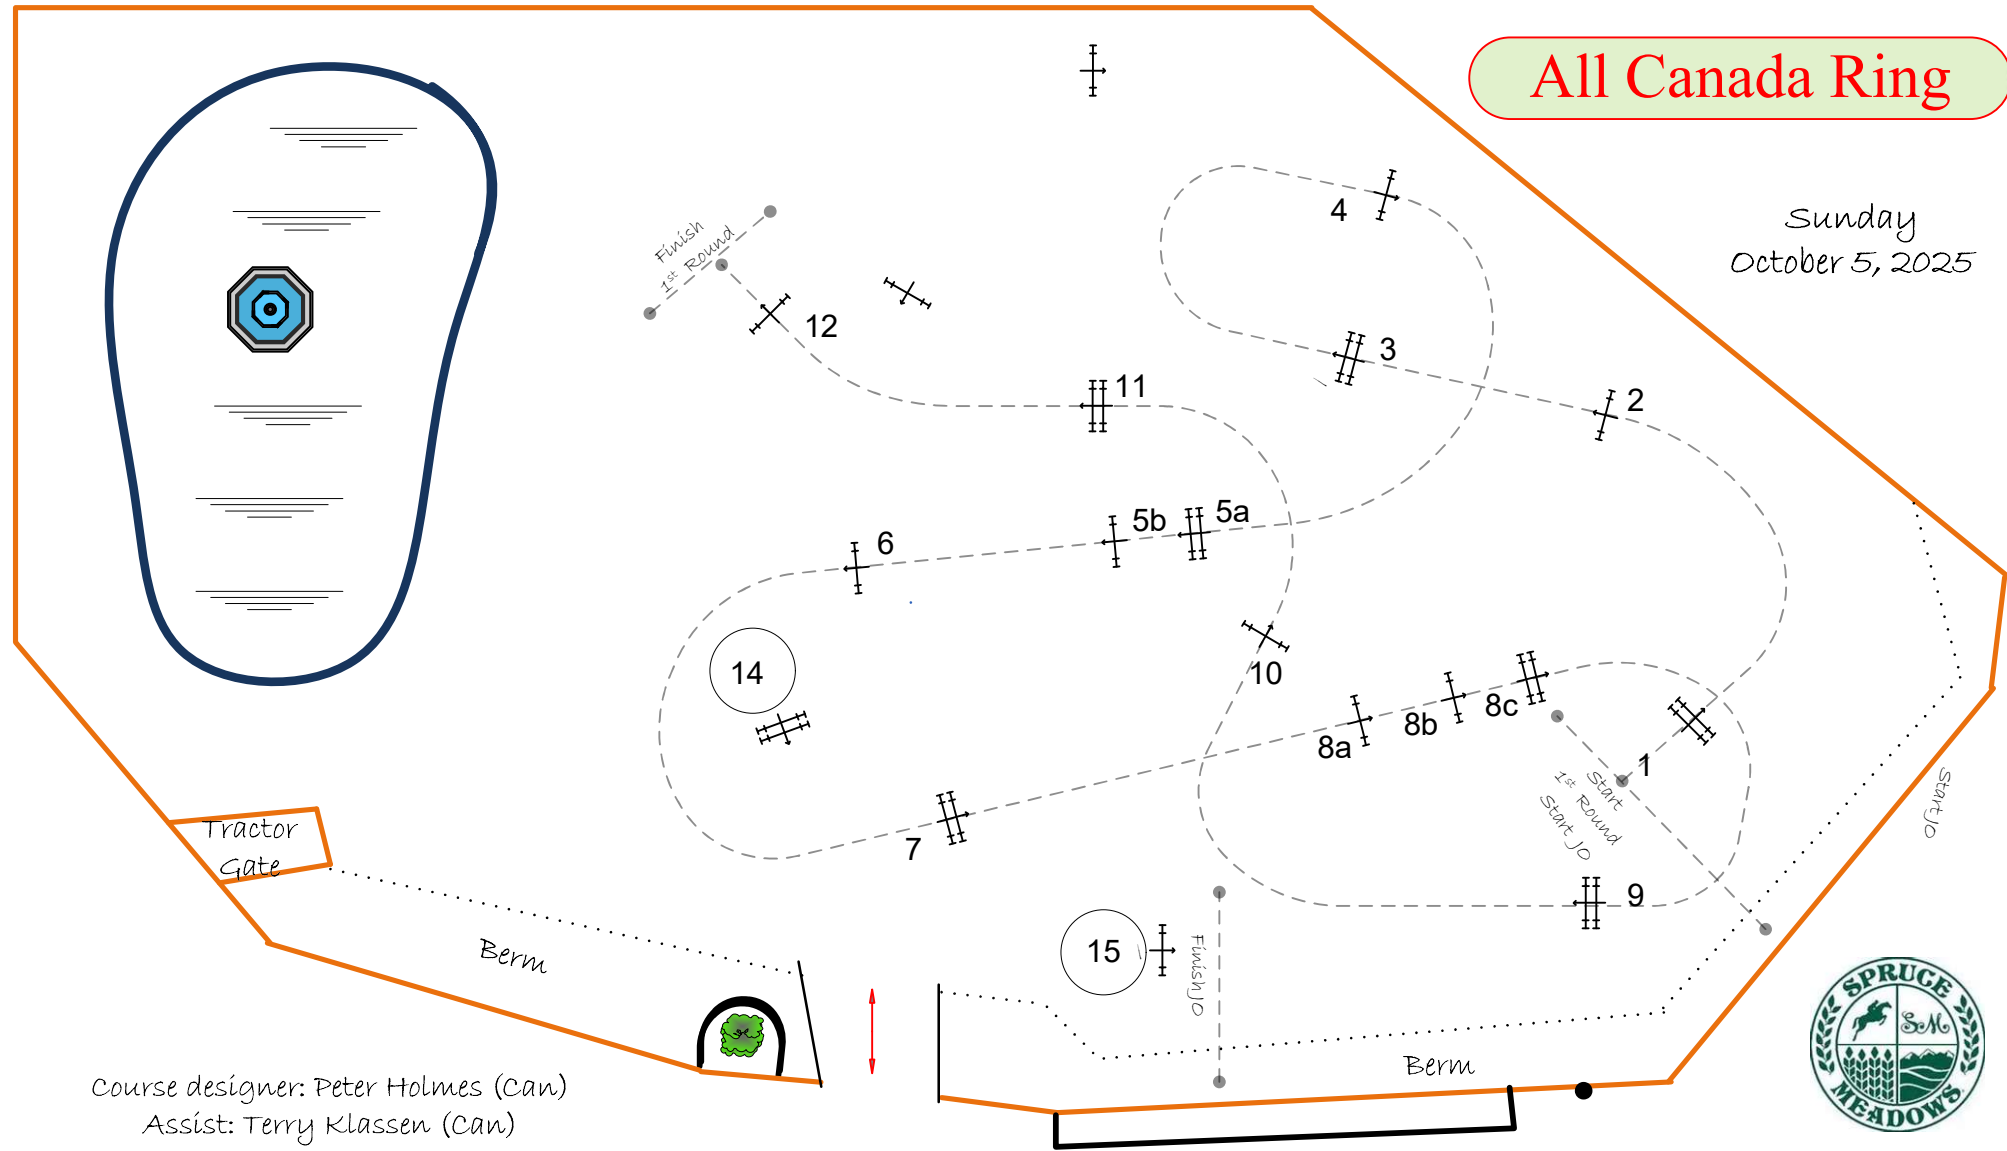 All Canada Ring
Sunday
October 5, 2025
4
Finish
1st Round
12
3
2
11
5b
5a
6
14
10
8a
8b
8c
1
Start
1st Round
Start JO
Start JO
7
9
15
Finish JO
Tractor
Gate
Berm
Berm
Course designer: Peter Holmes (Can)
Assist: Terry Klassen (Can)
SPRUCE
SM
MEADOWS